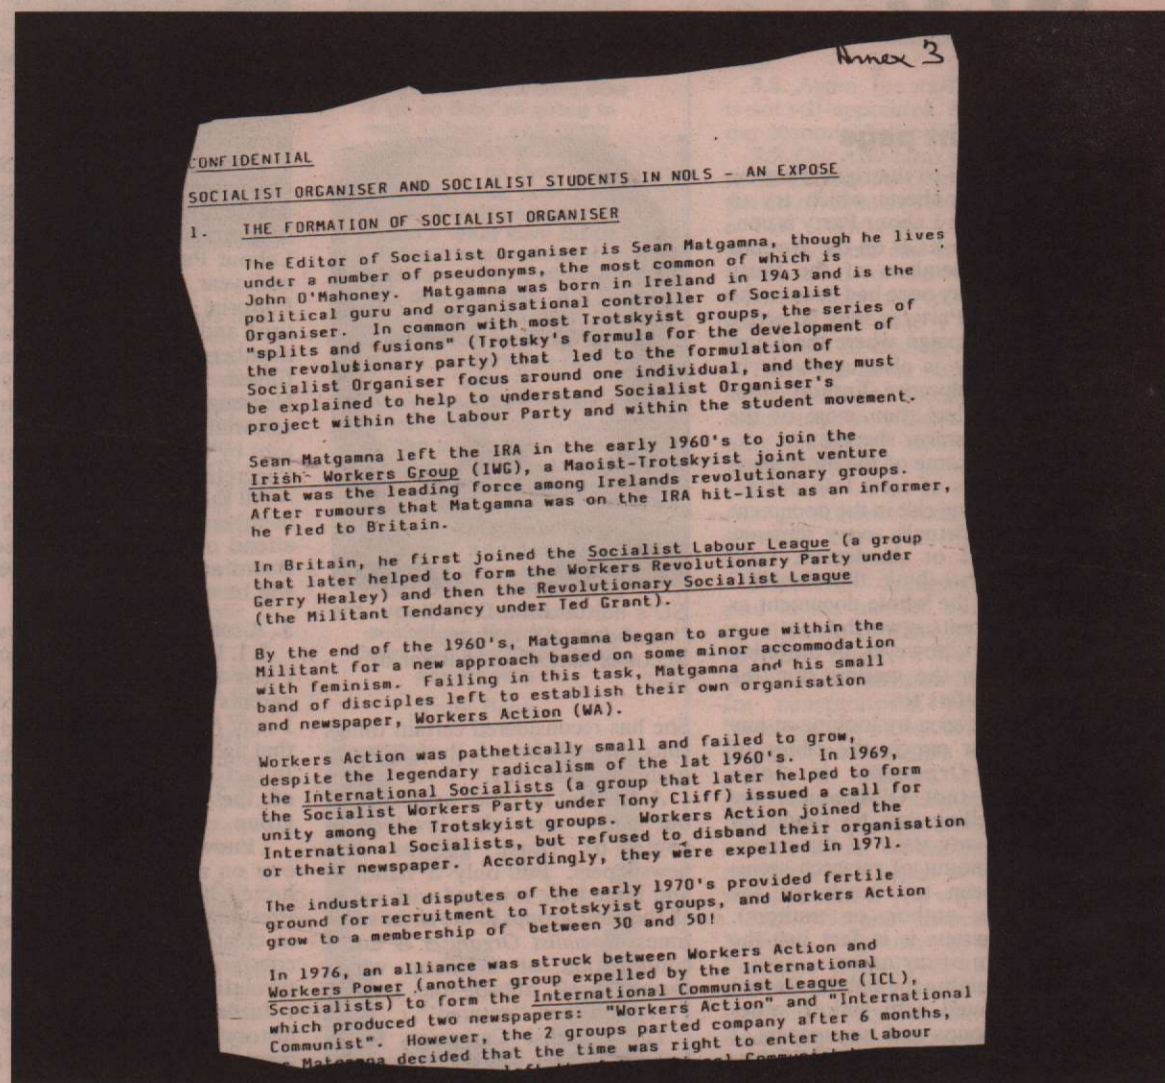 Annex 3
CONFIDENTIAL
SOCIALIST ORGANISER AND SOCIALIST STUDENTS IN NOLS - AN EXPOSE
1. THE FORMATION OF SOCIALIST ORGANISER
The Editor of Socialist Organiser is Sean Matgamna, though he lives
under a number of pseudonyms, the most common of which is
John O'Mahoney. Matgamna was born in Ireland in 1943 and is the
political guru and organisational controller of Socialist
Organiser. In common with most Trotskyist groups, the series of
"splits and fusions" (Trotsky's formula for the development of
the revolutionary party) that led to the formulation of
Socialist Organiser focus around one individual, and they must
be explained to help to understand Socialist Organiser's
project within the Labour Party and within the student movement.
Sean Matgamna left the IRA in the early 1960's to join the
Irish Workers Group (IWG), a Maoist-Trotskyist joint venture
that was the leading force among Irelands revolutionary groups.
After rumours that Matgamna was on the IRA hit-list as an informer,
he fled to Britain.
In Britain, he first joined the Socialist Labour League (a group
that later helped to form the Workers Revolutionary Party under
Gerry Healey) and then the Revolutionary Socialist League
(the Militant Tendancy under Ted Grant).
By the end of the 1960's, Matgamna began to argue within the
Militant for a new approach based on some minor accommodation
with feminism. Failing in this task, Matgamna and his small
band of disciples left to establish their own organisation
and newspaper, Workers Action (WA).
Workers Action was pathetically small and failed to grow,
despite the legendary radicalism of the lat 1960's. In 1969,
the International Socialists (a group that later helped to form
the Socialist Workers Party under Tony Cliff) issued a call for
unity among the Trotskyist groups. Workers Action joined the
International Socialists, but refused to disband their organisation
or their newspaper. Accordingly, they were expelled in 1971.
The industrial disputes of the early 1970's provided fertile
ground for recruitment to Trotskyist groups, and Workers Action
grow to a membership of between 30 and 50!
In 1976, an alliance was struck between Workers Action and
Workers Power (another group expelled by the International
Scocialists) to form the International Communist League (ICL),
which produced two newspapers: "Workers Action" and "International
Communist". However, the 2 groups parted company after 6 months,
Matgamna decided that the time was right to enter the Labour